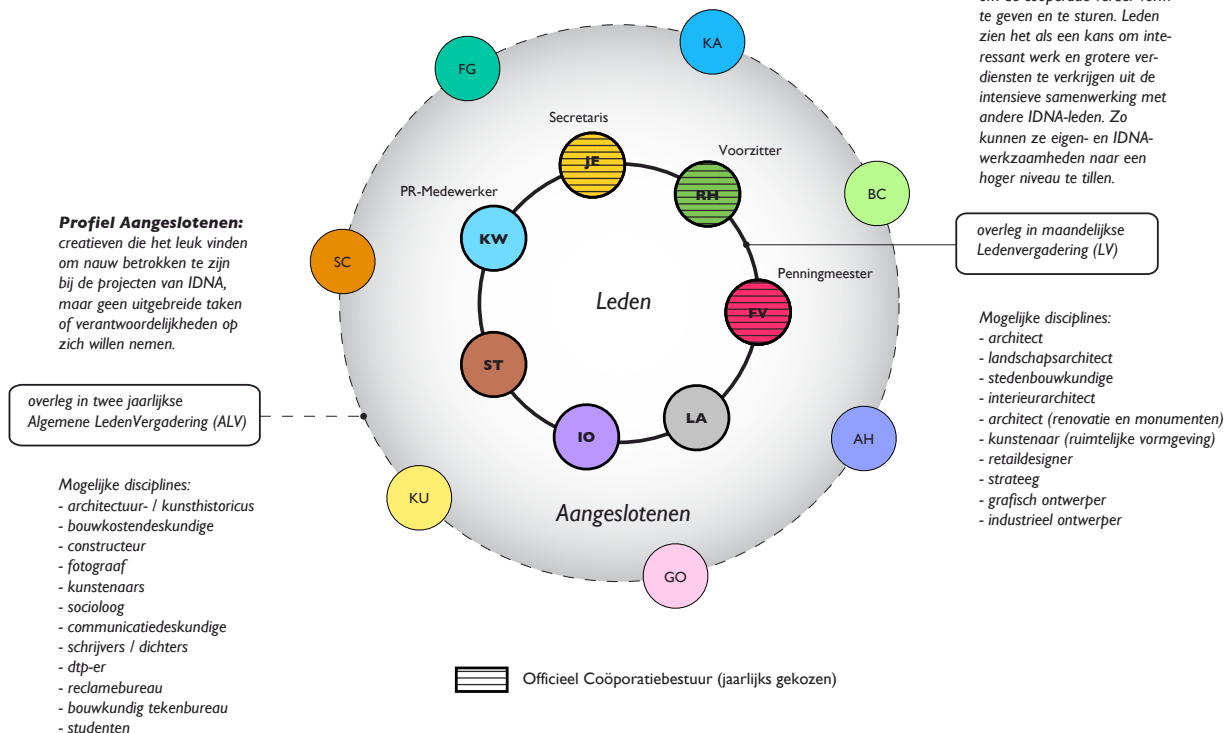 te geven en te sturen. Leden
zien het als een kans om inte-
ressant werk en grotere ver-
diensten te verkrijgen uit de
intensieve samenwerking met
andere IDNA-leden. Zo
kunnen ze eigen- en IDNA-
werkzaamheden naar een
hoger niveau te tillen.
KA
FG
Secretaris
JE
Voorzitter
RH
BC
PR-Medewerker
KW
Profiel Aangeslotenen:
creatieven die het leuk vinden
om nauw betrokken te zijn
bij de projecten van IDNA,
maar geen uitgebreide taken
of verantwoordelijkheden op
zich willen nemen.
SC
overleg in maandelijkse
Ledenvergadering (LV)
Penningmeester
FV
Leden
ST
IO
LA
AH
overleg in twee jaarlijkse
Algemene LedenVergadering (ALV)
KU
Aangeslotenen
GO
Mogelijke disciplines:
- architect
- landschapsarchitect
- stedenbouwkundige
- interieurarchitect
- architect (renovatie en monumenten)
- kunstenaar (ruimtelijke vormgeving)
- retaildesigner
- strateeg
- grafisch ontwerper
- industrieel ontwerper
Mogelijke disciplines:
- architectuur- / kunsthistoricus
- bouwkostendeskundige
- constructeur
- fotograaf
- kunstenaars
- socioloog
- communicatiedeskundige
- schrijvers / dichters
- dtp-er
- reclamebureau
- bouwkundig tekenbureau
- studenten
Officieel Coöporatiebestuur (jaarlijks gekozen)